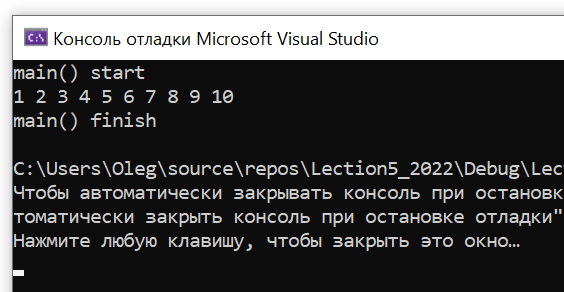 C:\
Консоль отладки Microsoft Visual Studio
main() start
1 2 3 4 5 6 7 8 9 10
main() finish
C:\Users\Oleg\source\repos\Lection5_2022\Debug\Lec
Чтобы автоматически закрывать консоль при остановк
томатически закрыть консоль при остановке отладки"
Нажмите любую клавишу, чтобы закрыть это окно…